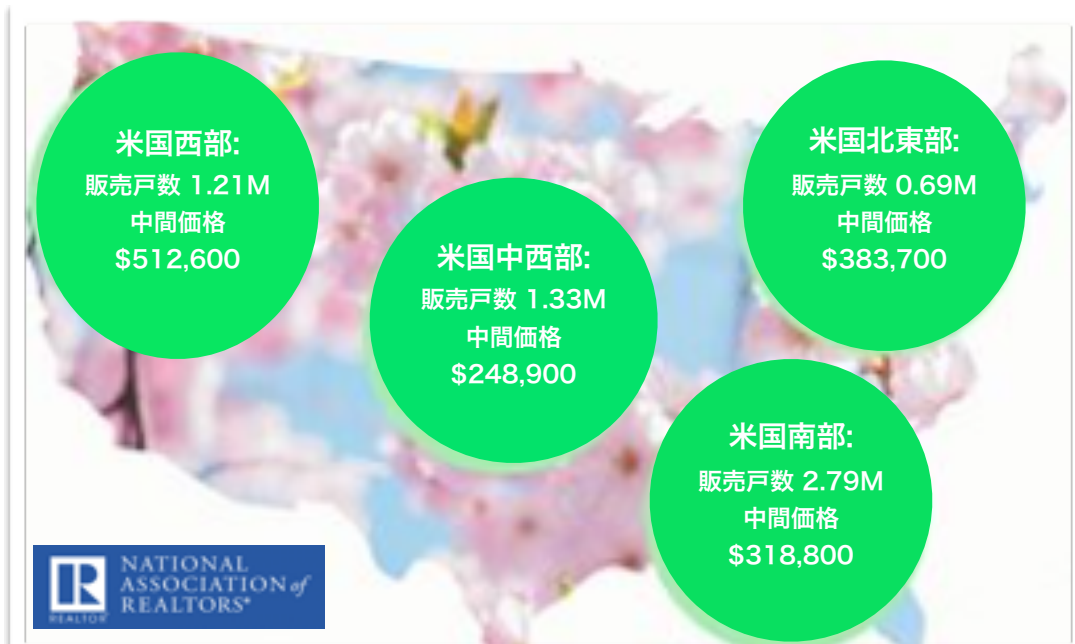 米国西部:
販売戸数 1.21M
中間価格
$512,600
米国中西部:
販売戸数 1.33M
中間価格
$248,900
米国北東部:
販売戸数 0.69M
中間価格
$383,700
米国南部:
販売戸数 2.79M
中間価格
$318,800
NATIONAL
ASSOCIATION of
REALTORS®
REALTOR®